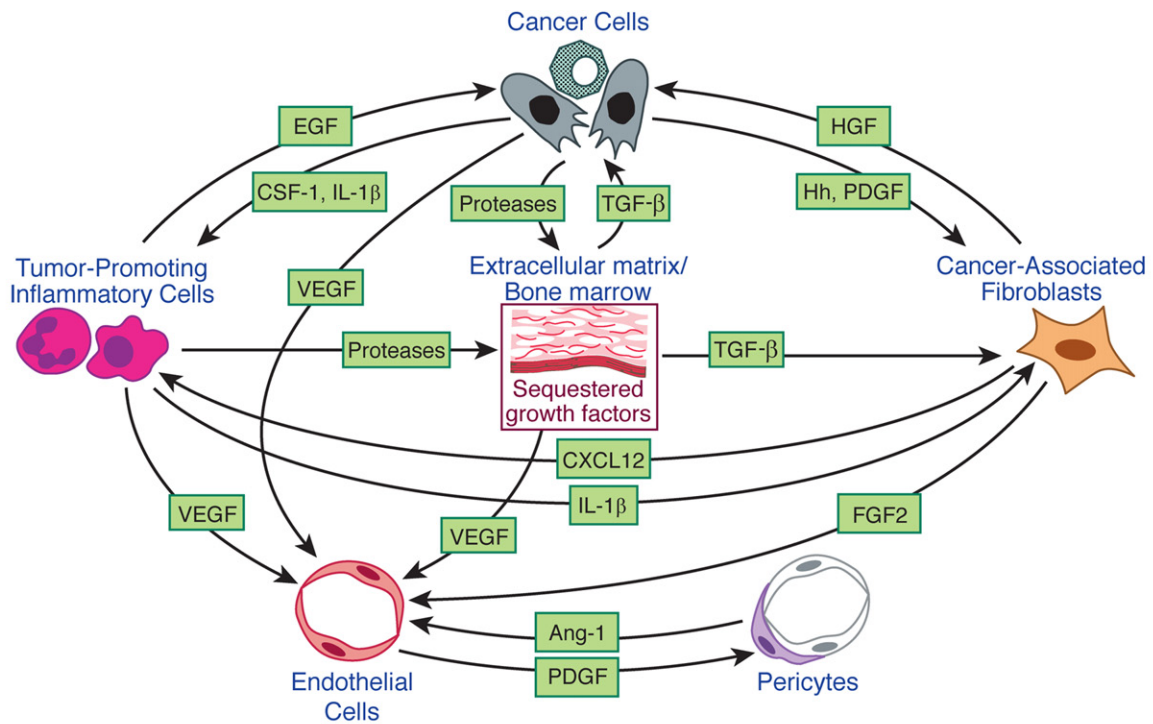 Cancer Cells
EGF
HGF
CSF-1, IL-1β
Proteases
TGF-β
Hh, PDGF
Tumor-Promoting
Inflammatory Cells
VEGF
Extracellular matrix/
Bone marrow
Cancer-Associated
Fibroblasts
Proteases
TGF-β
Sequestered
growth factors
CXCL12
IL-1β
VEGF
VEGF
FGF2
Ang-1
PDGF
Endothelial
Cells
Pericytes